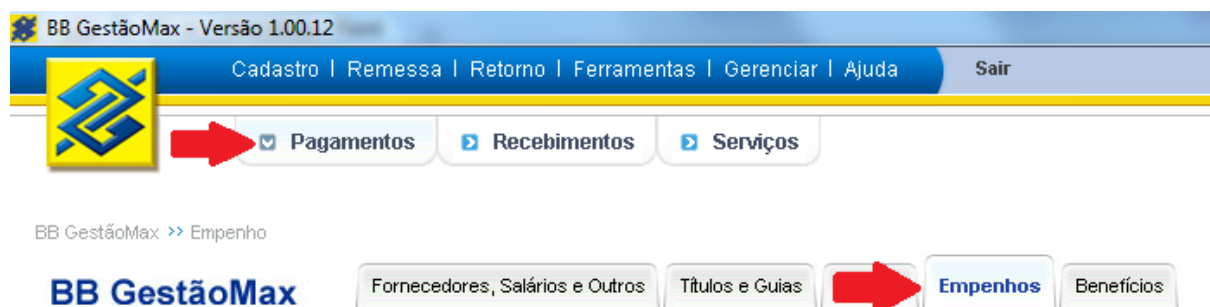 BB GestãoMax - Versão 1.00.12
Cadastro | Remessa | Retorno | Ferramentas | Gerenciar | Ajuda Sair
Pagamentos Recebimentos Serviços
BB GestãoMax >> Empenho
BB GestãoMax Fornecedores, Salários e Outros Títulos e Guias Empenhos Benefícios